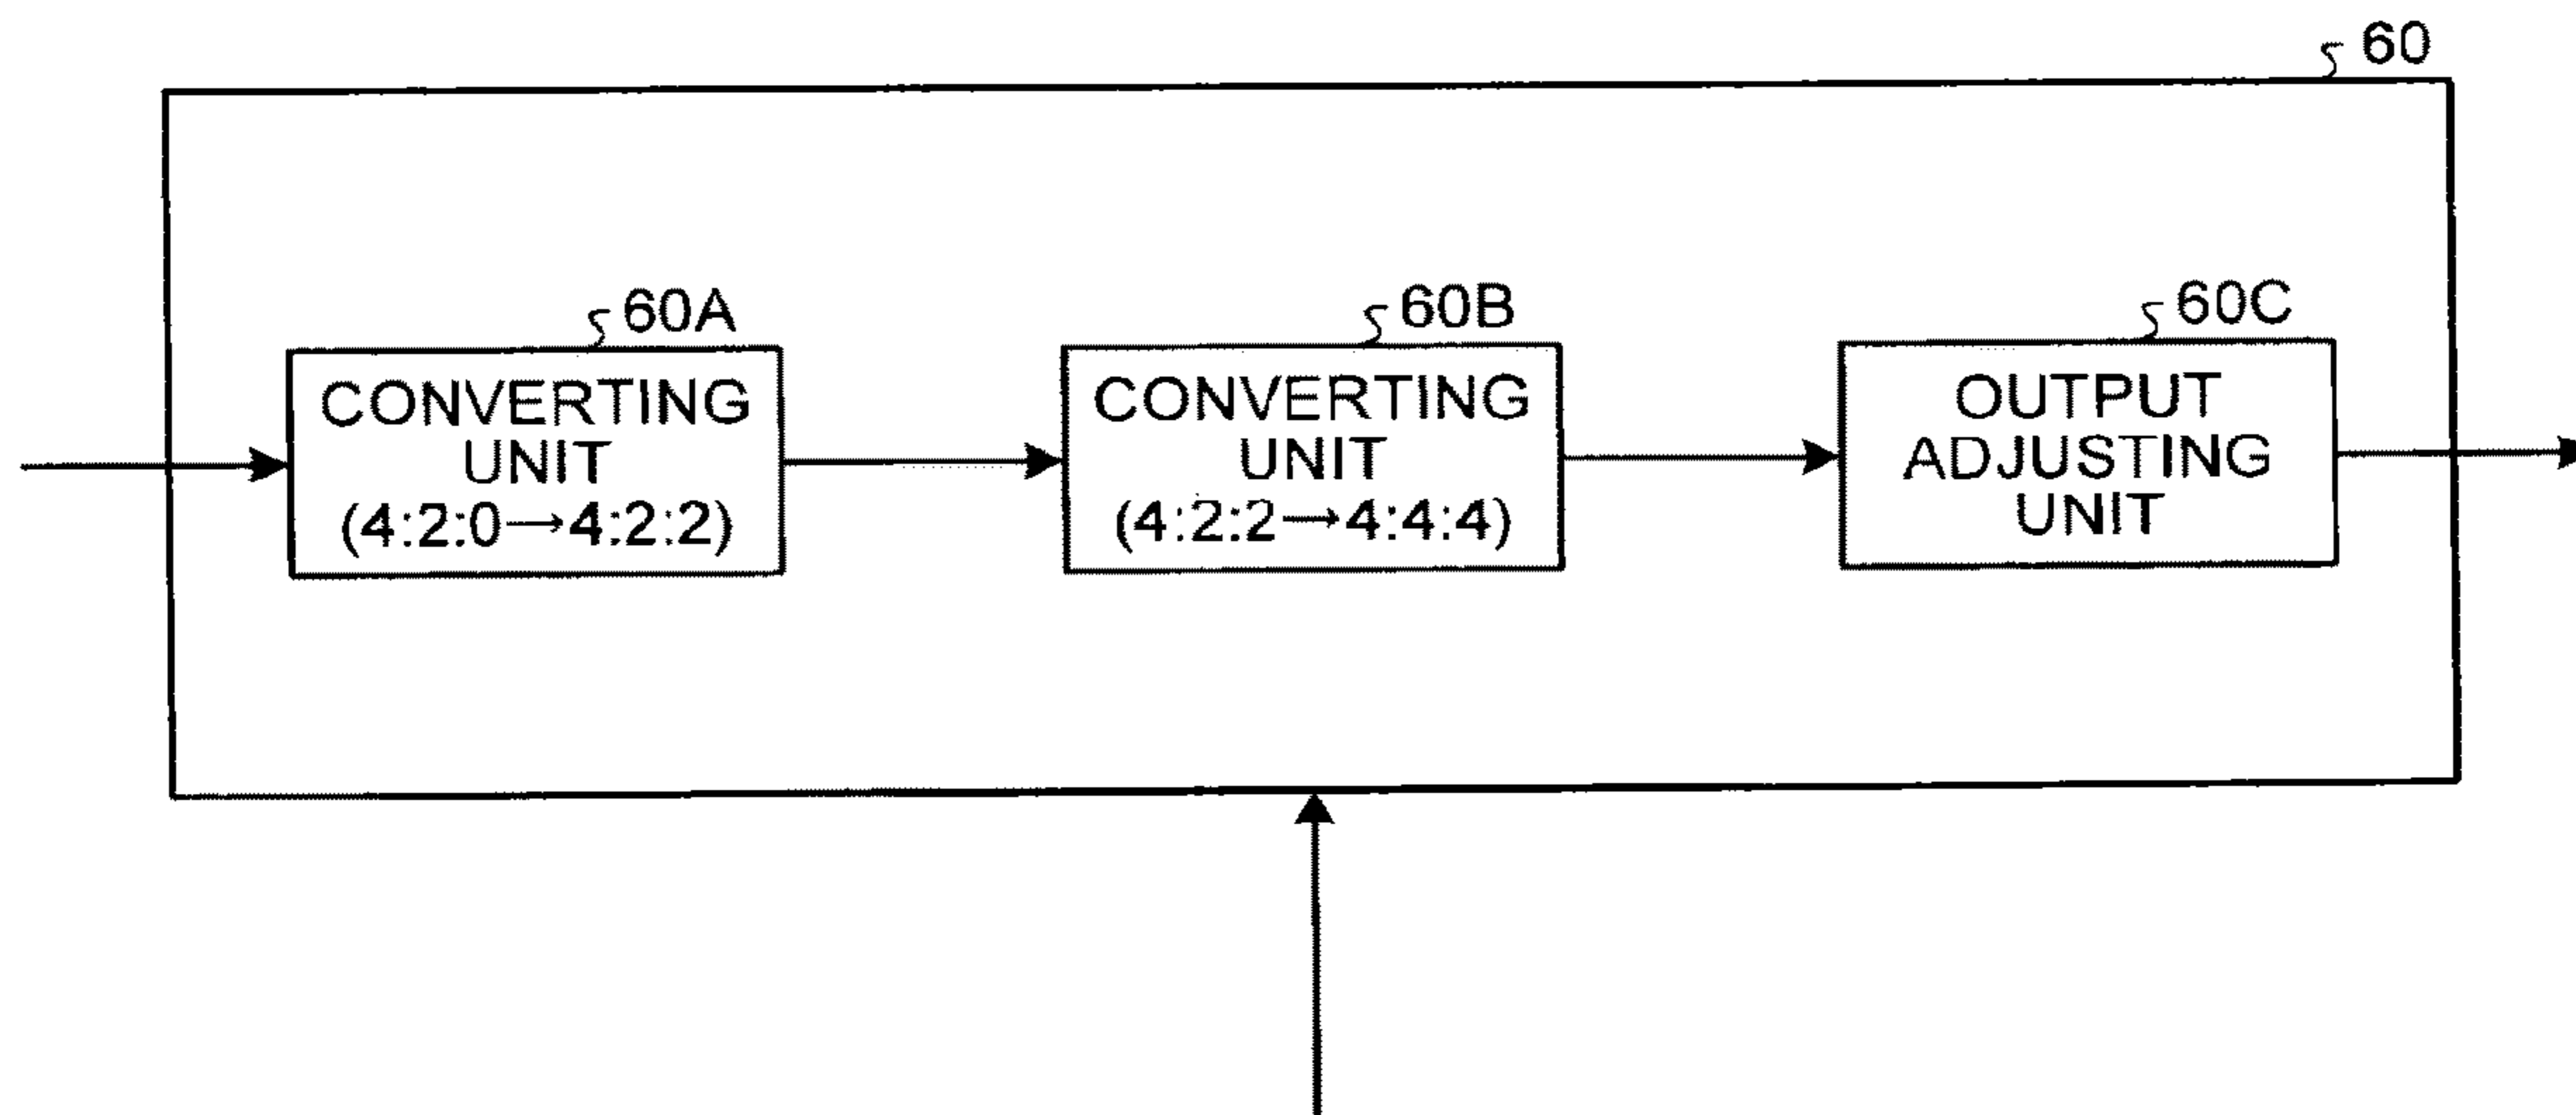 60
60A
CONVERTING
UNIT
(4:2:0→4:2:2)
60B
CONVERTING
UNIT
(4:2:2→4:4:4)
60C
OUTPUT
ADJUSTING
UNIT